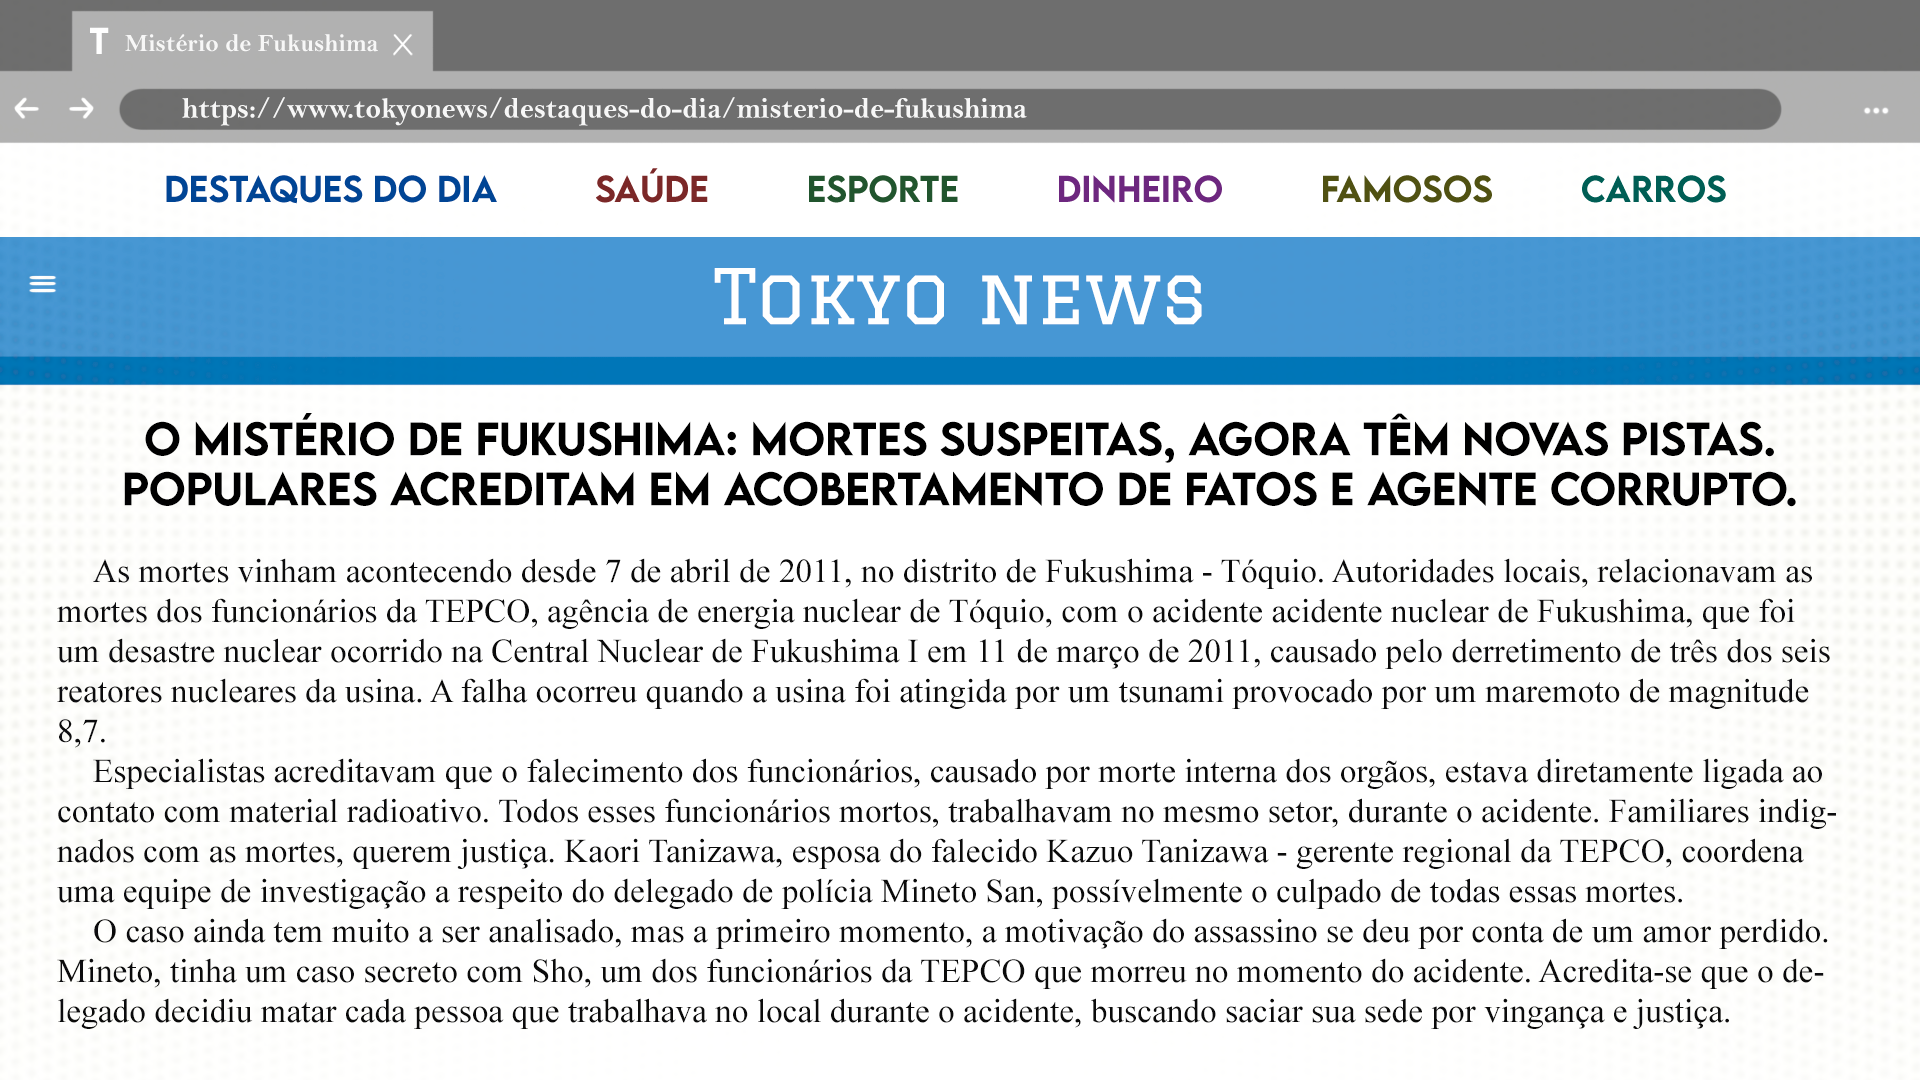 T Mistério de Fukushima X
https://www.tokyonews/destaques-do-dia/misterio-de-fukushima
DESTAQUES DO DIA SAÚDE ESPORTE DINHEIRO FAMOSOS CARROS
TOKYO NEWS
O MISTÉRIO DE FUKUSHIMA: MORTES SUSPEITAS, AGORA TÊM NOVAS PISTAS.
POPULARES ACREDITAM EM ACOBERTAMENTO DE FATOS E AGENTE CORRUPTO.
As mortes vinham acontecendo desde 7 de abril de 2011, no distrito de Fukushima - Tóquio. Autoridades locais, relacionavam as
mortes dos funcionários da TEPCO, agência de energia nuclear de Tóquio, com o acidente acidente nuclear de Fukushima, que foi
um desastre nuclear ocorrido na Central Nuclear de Fukushima I em 11 de março de 2011, causado pelo derretimento de três dos seis
reatores nucleares da usina. A falha ocorreu quando a usina foi atingida por um tsunami provocado por um maremoto de magnitude
8,7.
Especialistas acreditavam que o falecimento dos funcionários, causado por morte interna dos orgãos, estava diretamente ligada ao
contato com material radioativo. Todos esses funcionários mortos, trabalhavam no mesmo setor, durante o acidente. Familiares indig-
nados com as mortes, querem justiça. Kaori Tanizawa, esposa do falecido Kazuo Tanizawa - gerente regional da TEPCO, coordena
uma equipe de investigação a respeito do delegado de polícia Mineto San, possívelmente o culpado de todas essas mortes.
O caso ainda tem muito a ser analisado, mas a primeiro momento, a motivação do assassino se deu por conta de um amor perdido.
Mineto, tinha um caso secreto com Sho, um dos funcionários da TEPCO que morreu no momento do acidente. Acredita-se que o de-
legado decidiu matar cada pessoa que trabalhava no local durante o acidente, buscando saciar sua sede por vingança e justiça.